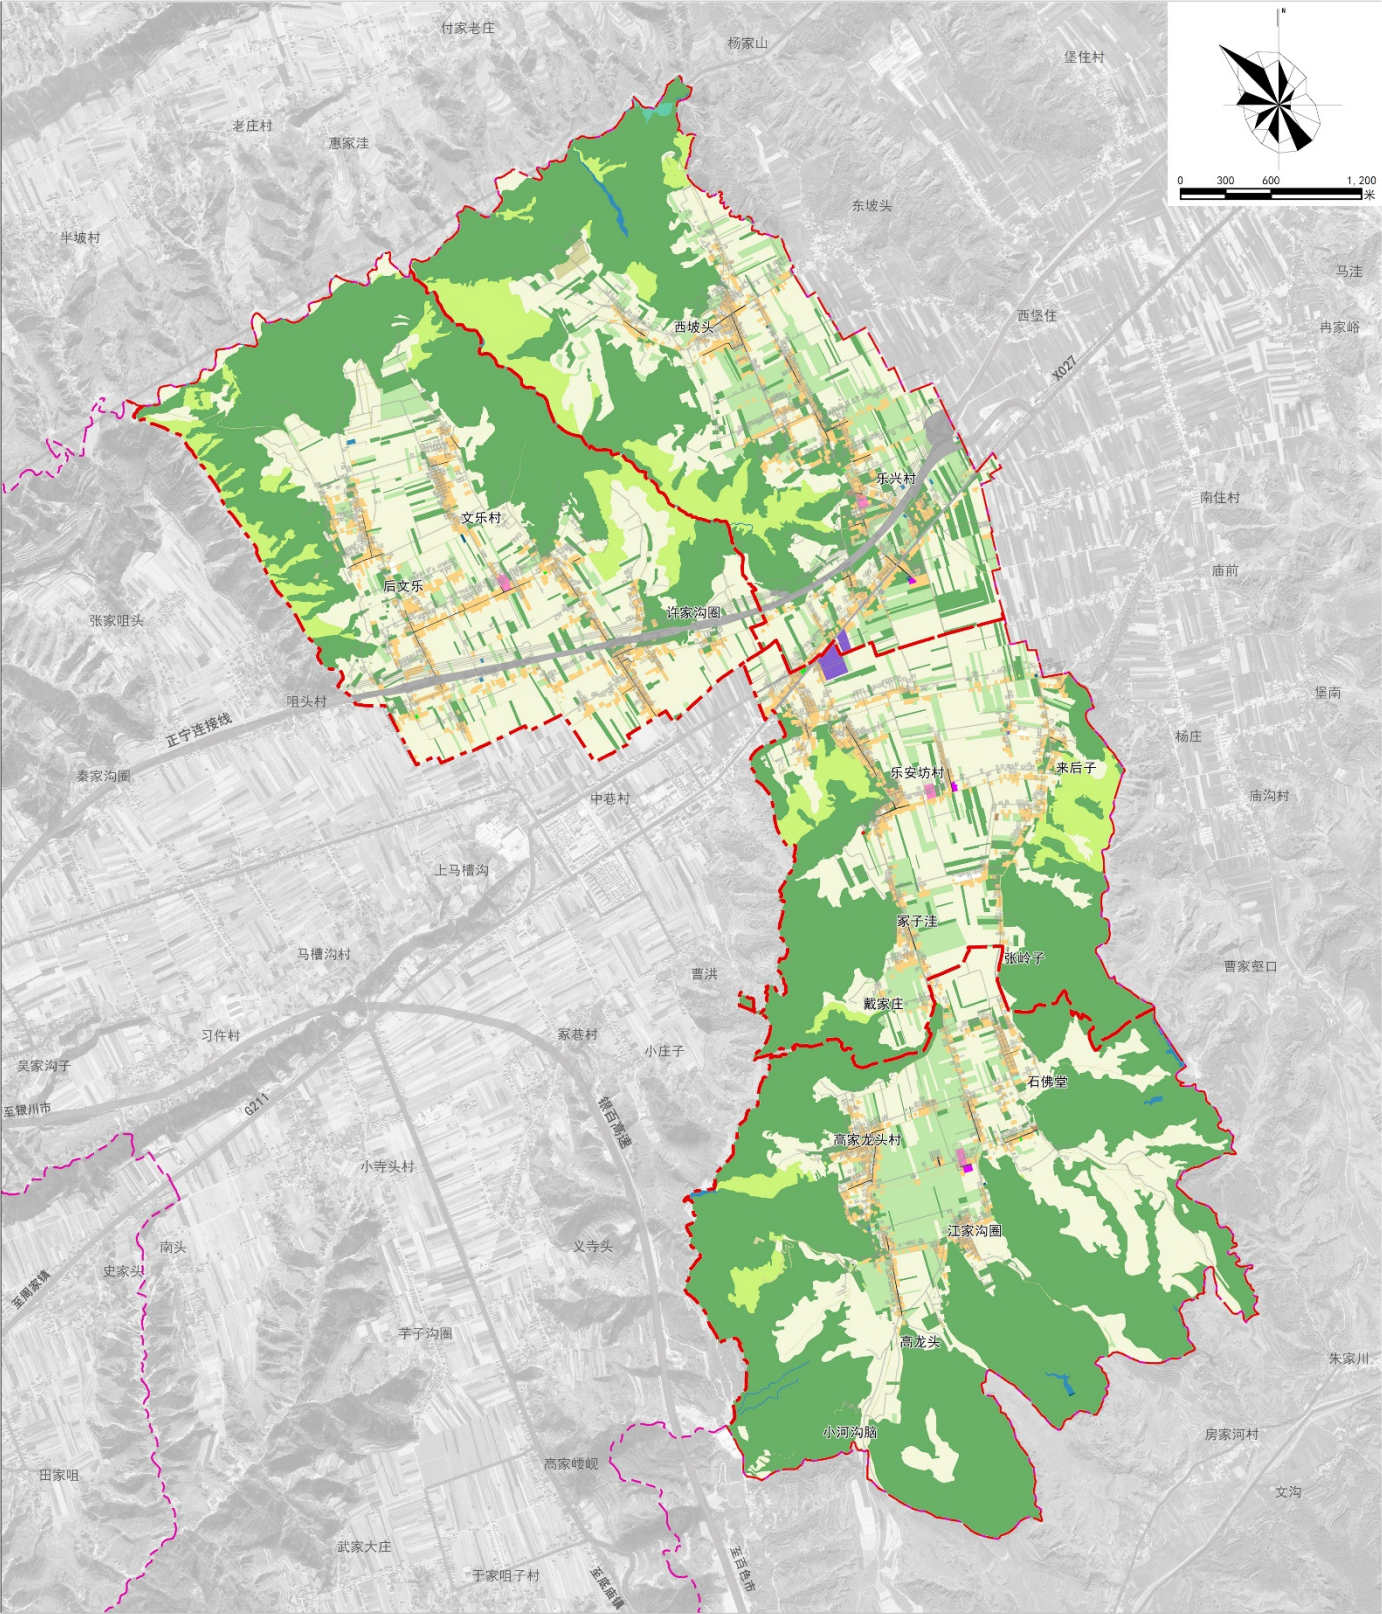 付家老庄
杨家山
堡住村
N
老庄村
惠家洼
0 300 600 1,200
米
东坡头
半坡村
马洼
西堡住
冉家峪
西坡头
X027
乐兴村
南住村
文乐村
庙前
后文乐
许家沟圈
张家咀头
咀头村
堡南
正宁连接线
杨庄
秦家沟圈
乐安坊村
来后子
中巷村
庙沟村
上马槽沟
冢子洼
马槽沟村
张岭子
曹洪
曹家壑口
戴家庄
习仵村
冢巷村
小庄子
吴家沟子
石佛堂
至银川市
G211
银百高速
高家龙头村
小寺头村
江家沟圈
南头
义寺头
史家头
至周家镇
芋子沟圈
高龙头
朱家川
小河沟脑
房家河村
高家嵝岘
田家咀
文沟
武家大庄
于家咀子村
至底庙镇
至百色市